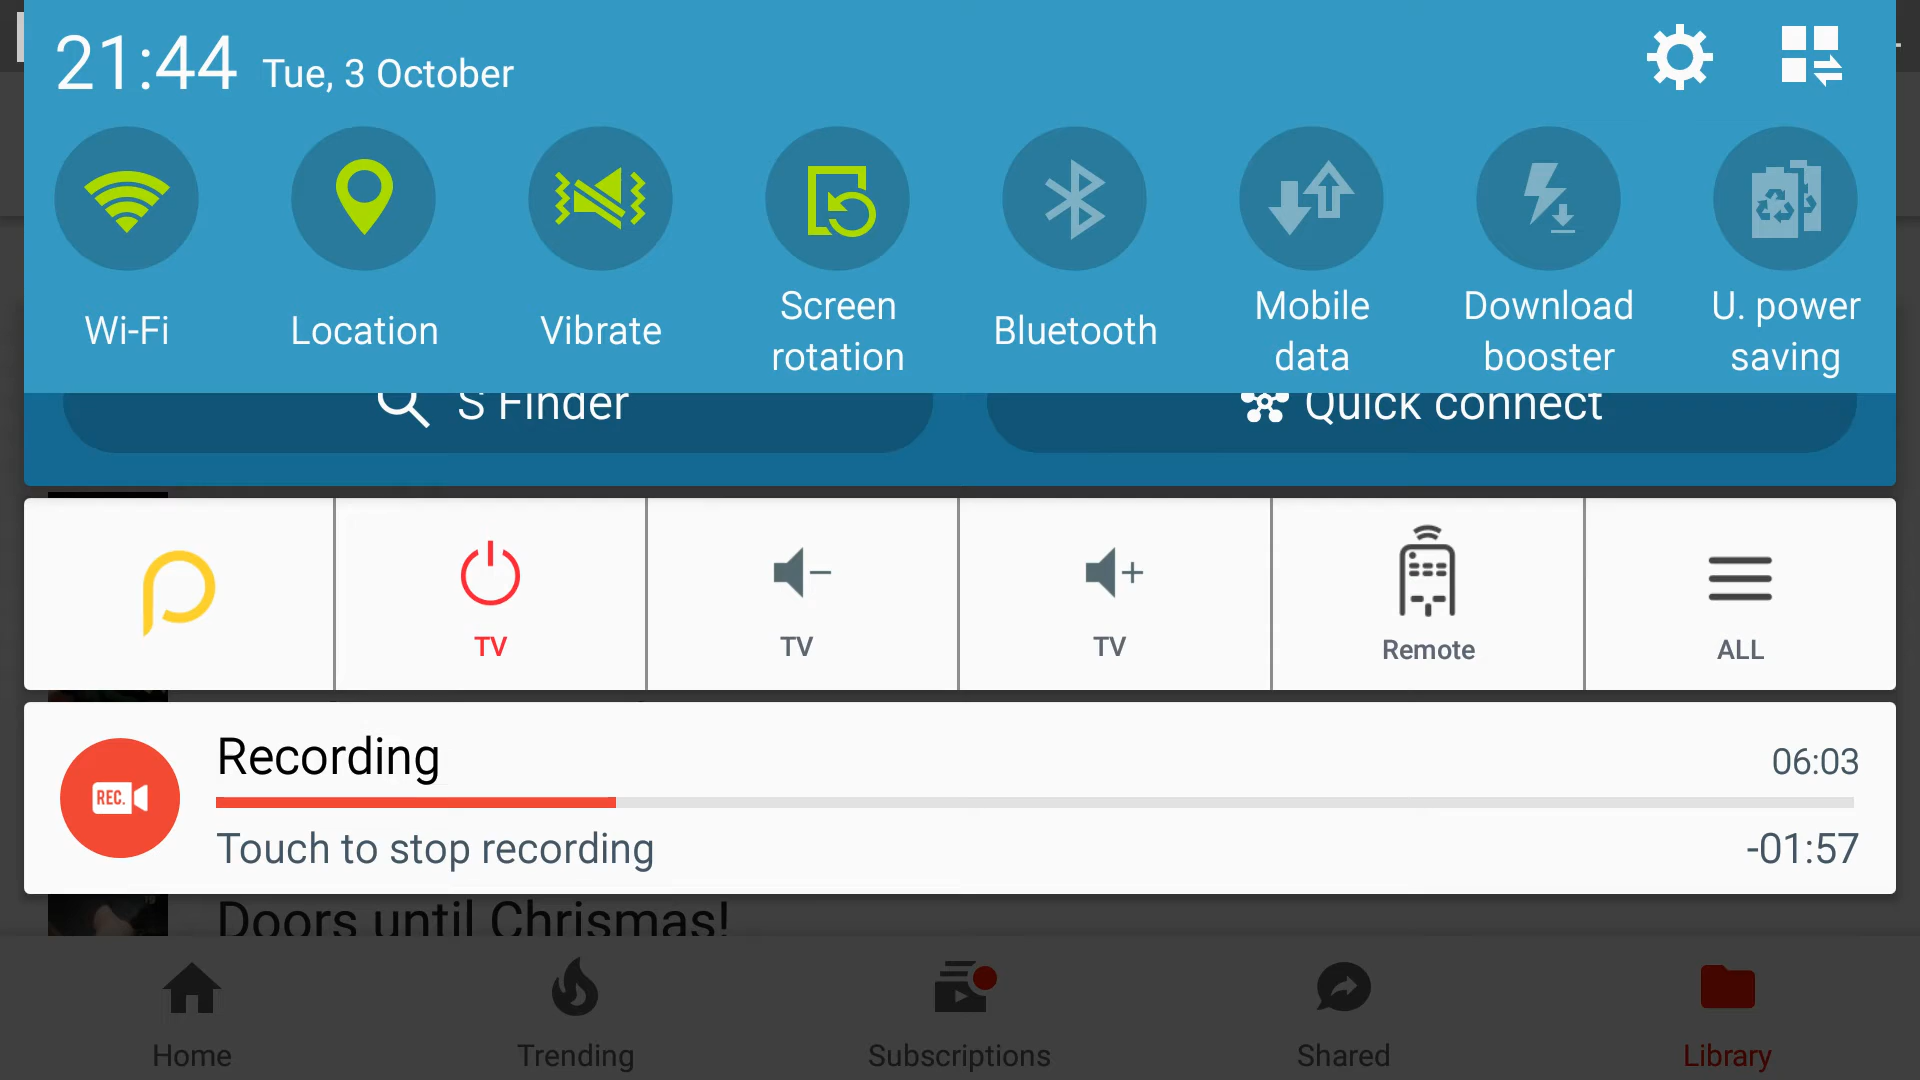 21:44 Tue, 3 October
Wi-Fi
Location
Vibrate
Screen
rotation
Bluetooth
Mobile
data
Download
booster
U. power
saving
S Finder
Quick connect
TV
TV
TV
Remote
ALL
Recording
06:03
REC.
Touch to stop recording
-01:57
Doors until Chrismas!
Home
Trending
Subscriptions
Shared
Library